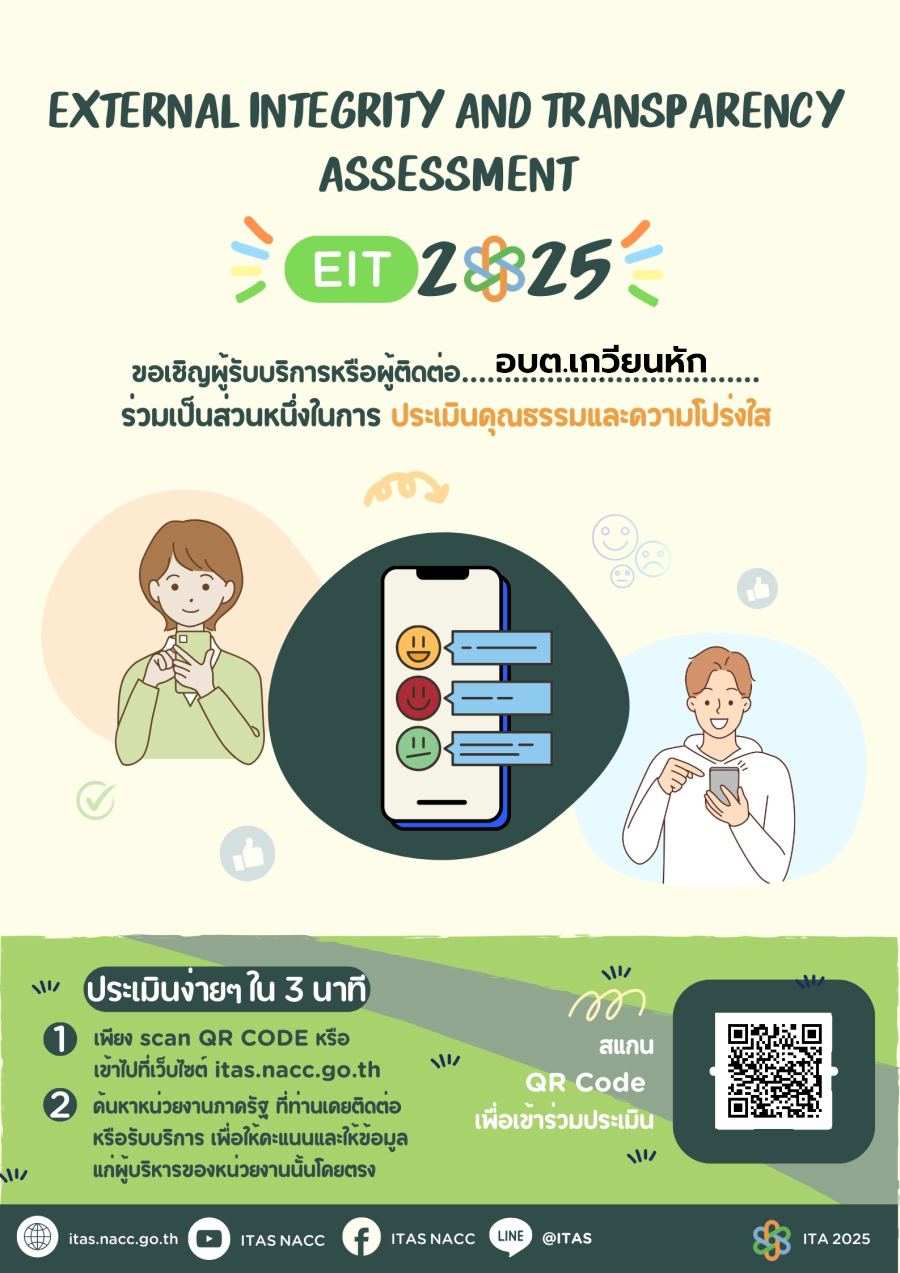 EXTERNAL INTEGRITY AND TRANSPARENCY
ASSESSMENT
EIT 2025
ขอเชิญผู้รับบริการหรือผู้ติดต่อ....อบต.เกวียนหัก....
ร่วมเป็นส่วนหนึ่งในการ ประเมินคุณธรรมและความโปร่งใส
ประเมินง่ายๆ ใน 3 นาที
1 เพียง scan QR CODE หรือ
เข้าไปที่เว็บไซต์ itas.nacc.go.th
2 ค้นหาหน่วยงานภาครัฐ ที่ท่านเคยติดต่อ
หรือรับบริการ เพื่อให้คะแนนและให้ข้อมูล
แก่ผู้บริหารของหน่วยงานนั้นโดยตรง
สแกน
QR Code
เพื่อเข้าร่วมประเมิน
itas.nacc.go.th ITAS NACC ITAS NACC LINE @ITAS ITA 2025